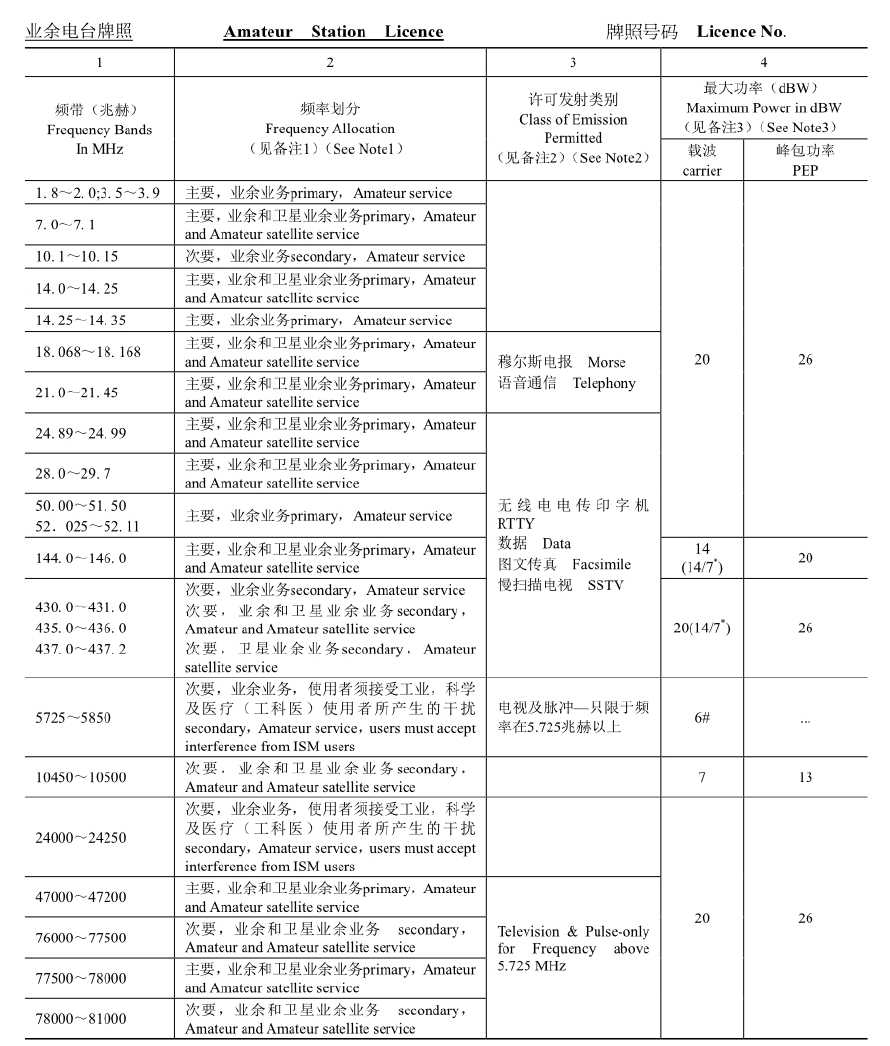 业余电台牌照 Amateur Station Licence 牌照号码 Licence No.
1 2 3 4
频带（兆赫）
Frequency Bands
In MHz
频率划分
Frequency Allocation
（见备注1）(See Note1)
许可发射类别
Class of Emission
Permitted
（见备注2）(See Note2)
最大功率（dBW）
Maximum Power in dBW
（见备注3）(See Note3)
载波
carrier
峰包功率
PEP
1.8～2.0;3.5～3.9 主要，业余业务primary，Amateur service
7.0～7.1 主要，业余和卫星业余业务primary，Amateur
and Amateur satellite service
10.1～10.15 次要，业余业务secondary，Amateur service
14.0～14.25 主要，业余和卫星业余业务primary，Amateur
and Amateur satellite service
14.25～14.35 主要，业余业务primary，Amateur service
18.068～18.168 主要，业余和卫星业余业务primary，Amateur
and Amateur satellite service
穆尔斯电报 Morse
语音通信 Telephony
20 26
21.0～21.45 主要，业余和卫星业余业务primary，Amateur
and Amateur satellite service
24.89～24.99 主要，业余和卫星业余业务primary，Amateur
and Amateur satellite service
28.0～29.7 主要，业余和卫星业余业务primary，Amateur
and Amateur satellite service
50.00～51.50
52．025～52.11
主要，业余业务primary，Amateur service
无线电电传印字机
RTTY
数据 Data
图文传真 Facsimile
慢扫描电视 SSTV
144.0～146.0 主要，业余和卫星业余业务primary，Amateur
and Amateur satellite service
14
(14/7*)
20
430.0～431.0
435.0～436.0
437.0～437.2
次要，业余业务secondary，Amateur service
次要，业余和卫星业余业务secondary，
Amateur and Amateur satellite service
次要，卫星业余业务secondary，Amateur
satellite service
20(14/7*) 26
5725～5850 次要，业余业务，使用者须接受工业，科学
及医疗（工科医）使用者所产生的干扰
secondary，Amateur service，users must accept
interference from ISM users
电视及脉冲—只限于频
率在5.725兆赫以上
6# ...
10450～10500 次要，业余和卫星业余业务secondary，
Amateur and Amateur satellite service
7 13
24000～24250 次要，业余业务，使用者须接受工业，科学
及医疗（工科医）使用者所产生的干扰
secondary，Amateur service，users must accept
interference from ISM users
47000～47200 主要，业余和卫星业余业务primary，Amateur
and Amateur satellite service
20 26
76000～77500 次要，业余和卫星业余业务 secondary，
Amateur and Amateur satellite service
Television & Pulse-only
for Frequency above
5.725 MHz
77500～78000 主要，业余和卫星业余业务primary，Amateur
and Amateur satellite service
78000～81000 次要，业余和卫星业余业务 secondary，
Amateur and Amateur satellite service